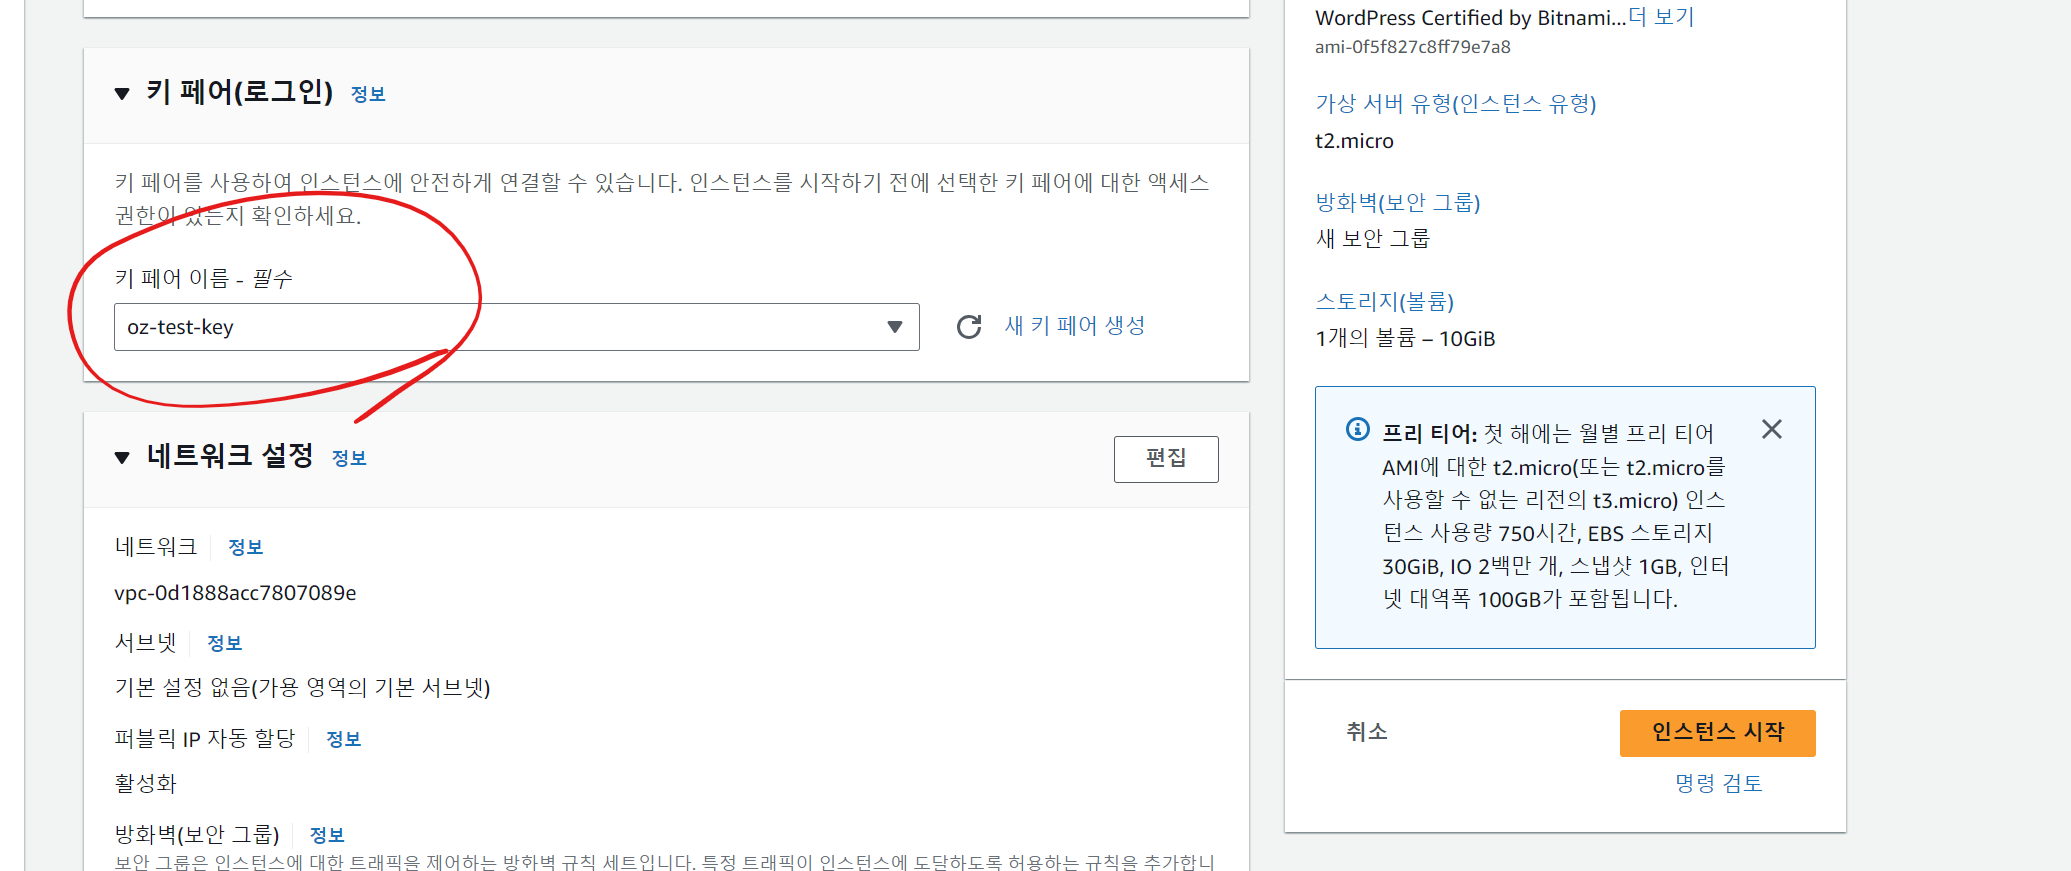 키 페어(로그인) 정보
키 페어를 사용하여 인스턴스에 안전하게 연결할 수 있습니다. 인스턴스를 시작하기 전에 선택한 키 페어에 대한 액세스
권한이 있는지 확인하세요.
키 페어 이름 - 필수
oz-test-key
새 키 페어 생성
네트워크 설정 정보
편집
네트워크 정보
vpc-0d1888acc7807089e
서브넷 정보
기본 설정 없음(가용 영역의 기본 서브넷)
퍼블릭 IP 자동 할당 정보
활성화
방화벽(보안 그룹) 정보
보안 그룹은 인스턴스에 대한 트래픽을 제어하는 방화벽 규칙 세트입니다. 특정 트래픽이 인스턴스에 도달하도록 허용하는 규칙을 추가합니
WordPress Certified by Bitnami...더 보기
ami-0f5f827c8ff79e7a8
가상 서버 유형(인스턴스 유형)
t2.micro
방화벽(보안 그룹)
새 보안 그룹
스토리지(볼륨)
1개의 볼륨 – 10GiB
프리 티어: 첫 해에는 월별 프리 티어
AMI에 대한 t2.micro(또는 t2.micro를
사용할 수 없는 리전의 t3.micro) 인스
턴스 사용량 750시간, EBS 스토리지
30GiB, IO 2백만 개, 스냅샷 1GB, 인터
넷 대역폭 100GB가 포함됩니다.
취소
인스턴스 시작
명령 검토